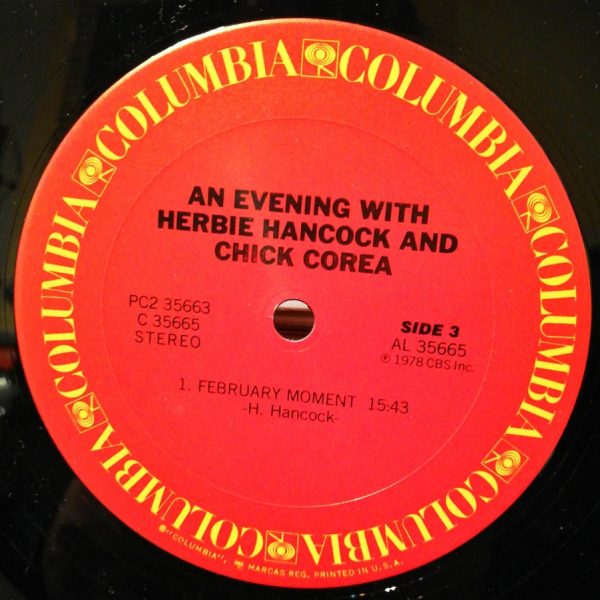 COLUMBIA COLUMBIA COLUMBIA COLUMBIA COLUMBIA COLUMBIA COLUMBIA
AN EVENING WITH
HERBIE HANCOCK AND
CHICK COREA
PC2 35663
C 35665
STEREO
SIDE 3
AL 35665
Ⓟ 1978 CBS Inc.
1. FEBRUARY MOMENT 15:43
-H. Hancock-
®"COLUMBIA", MARCAS REG. PRINTED IN U.S.A.